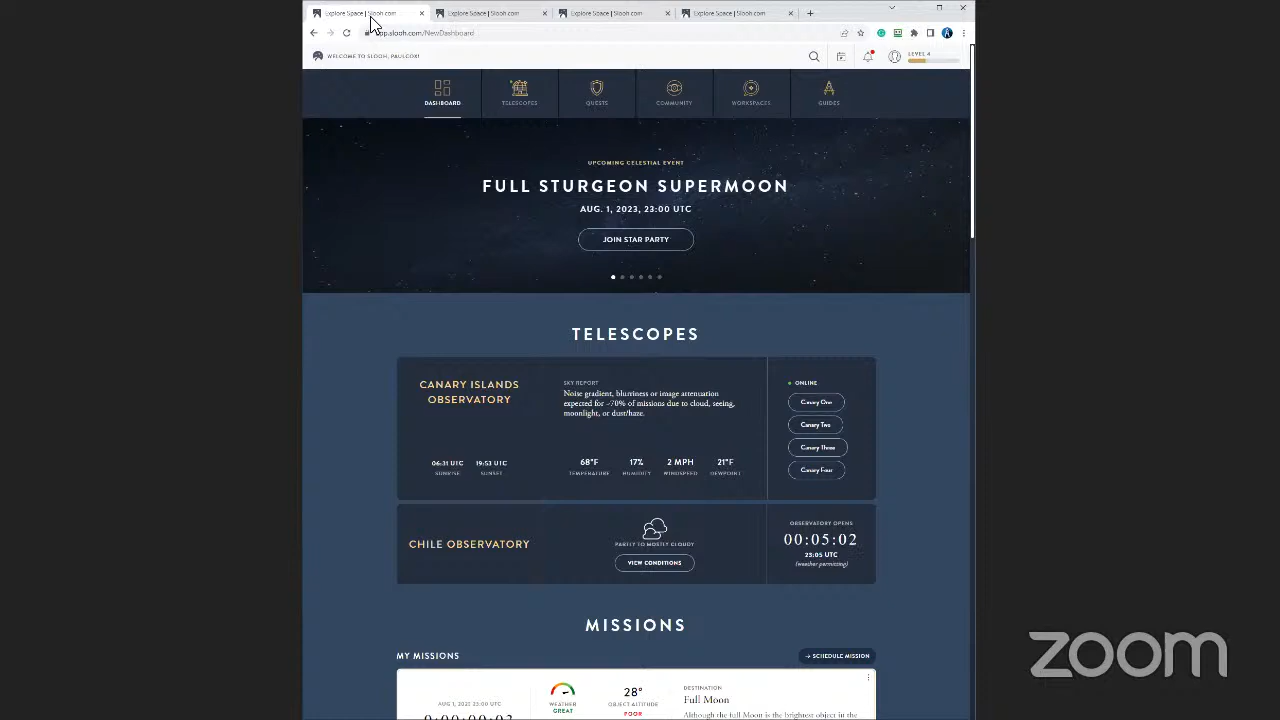 Explore Space | Slooh.com
Explore Space | Slooh.com
Explore Space | Slooh.com
Explore Space | Slooh.com
app.slooh.com/NewDashboard
WELCOME TO SLOOH, PAULCOX!
LEVEL 4
DASHBOARD
TELESCOPES
QUESTS
COMMUNITY
WORKSPACES
GUIDES
UPCOMING CELESTIAL EVENT
FULL STURGEON SUPERMOON
AUG. 1, 2023, 23:00 UTC
JOIN STAR PARTY
TELESCOPES
CANARY ISLANDS
OBSERVATORY
SKY REPORT
Noise gradient, blurriness or image attenuation
expected for ~70% of missions due to cloud, seeing,
moonlight, or dust/haze.
06:31 UTC 19:53 UTC
SUNRISE SUNSET
68°F 17% 2 MPH 21°F
TEMPERATURE HUMIDITY WINDSPEED DEWPOINT
ONLINE
Canary One
Canary Two
Canary Three
Canary Four
CHILE OBSERVATORY
PARTLY TO MOSTLY CLOUDY
VIEW CONDITIONS
OBSERVATORY OPENS
00:05:02
23:05 UTC
(weather permitting)
MISSIONS
MY MISSIONS
→ SCHEDULE MISSION
AUG 1, 2023 23:00 UTC
0:00:00:02
WEATHER
GREAT
28°
OBJECT ALTITUDE
POOR
DESTINATION
Full Moon
Although the full Moon is the brightest object in the
zoom